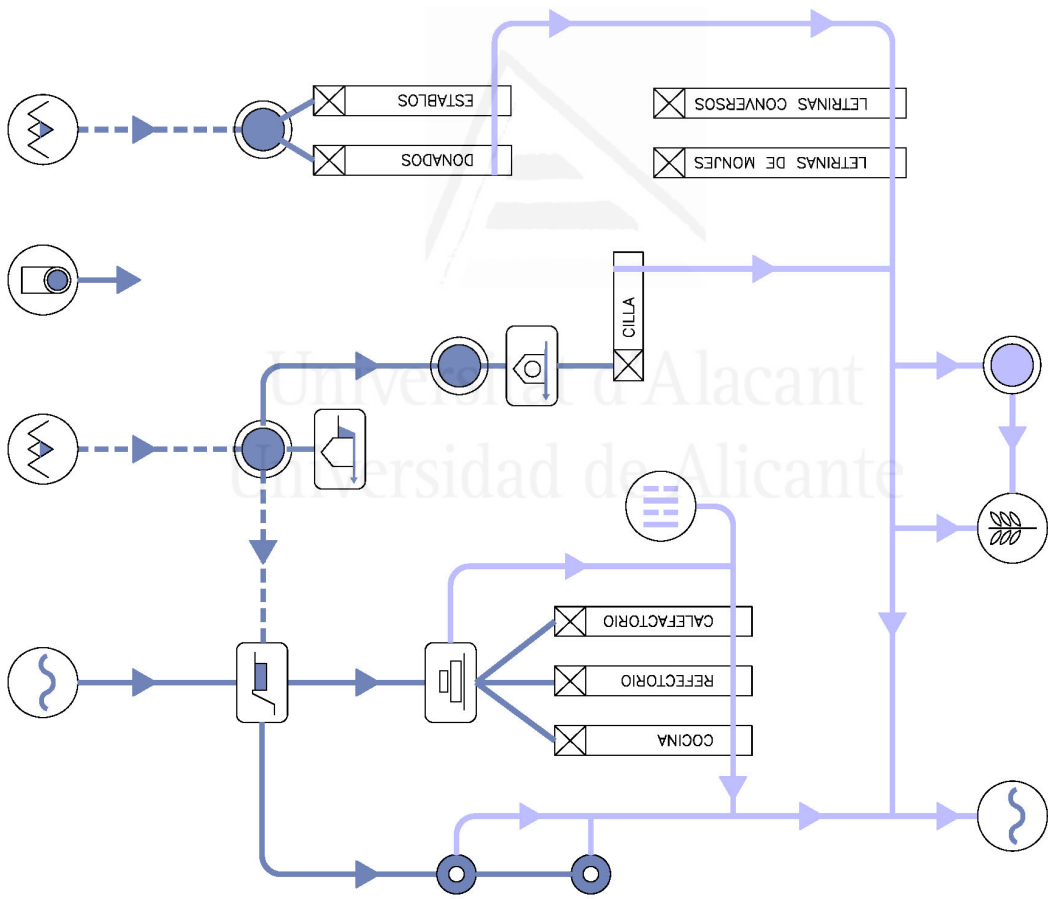 ESTABLOS
DONADOS
LETRINAS CONVERSOS
LETRINAS DE MONJES
CILLA
Universitat d'Alacant
Universidad de Alicante
CALEFACTORIO
REFECTORIO
COCINA